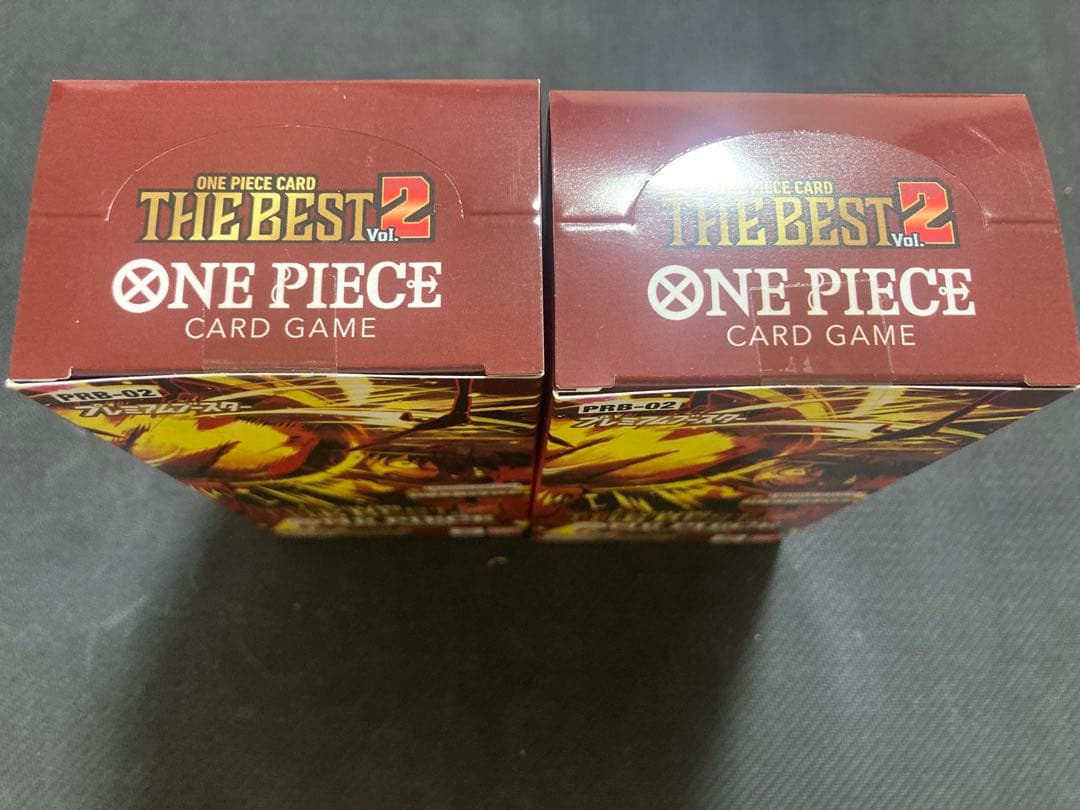 ONE PIECE CARD
THE BEST Vol.2
ONE PIECE
CARD GAME
PRB-02
プレミアムブースター
ONE PIECE CARD
THE BEST Vol.2
ONE PIECE
CARD GAME
PRB-02
プレミアムブースター